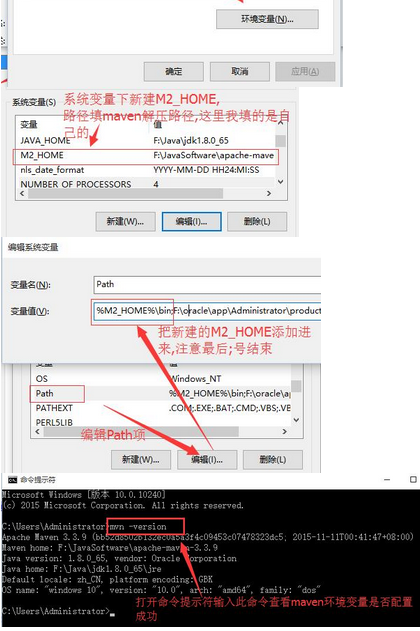 环境变量(N)...
确定 取消 应用(A)
系统变量(S)
系统变量下新建M2_HOME,
路径填maven解压路径,这里我填的是自
己的
变量 值
JAVA_HOME F:\Java\jdk1.8.0_65
M2_HOME F:\JavaSoftware\apache-mave
nls_date_format YYYY-MM-DD HH24:MI:SS
NUMBER_OF_PROCESSORS 4
新建(W)... 编辑(I)... 删除(L)
编辑系统变量
变量名(N): Path
变量值(V): %M2_HOME%\bin;F:\oracle\app\Administrator\product
把新建的M2_HOME添加进
来,注意最后;号结束
变量 值
OS Windows_NT
Path %M2_HOME%\bin;F:\oracle\a
PATHEXT .COM;.EXE;.BAT;.CMD;.VBS;.VB
PERL5LIB
编辑Path项
新建(W)... 编辑(I)... 删除(L)
命令提示符
Microsoft Windows [版本 10.0.10240]
(c) 2015 Microsoft Corporation. All rights reserved.
C:\Users\Administrator>mvn -version
Apache Maven 3.3.9 (bb52d8502b132ec0a5a3f4c09453c07478323dc5; 2015-11-11T00:41:47+08:00)
Maven home: F:\JavaSoftware\apache-maven-3.3.9
Java version: 1.8.0_65, vendor: Oracle Corporation
Java home: F:\Java\jdk1.8.0_65\jre
Default locale: zh_CN, platform encoding: GBK
OS name: "windows 10", version: "10.0", arch: "amd64", family: "dos"
打开命令提示符输入此命令查看maven环境变量是否配置
成功
C:\Users\Administrator>